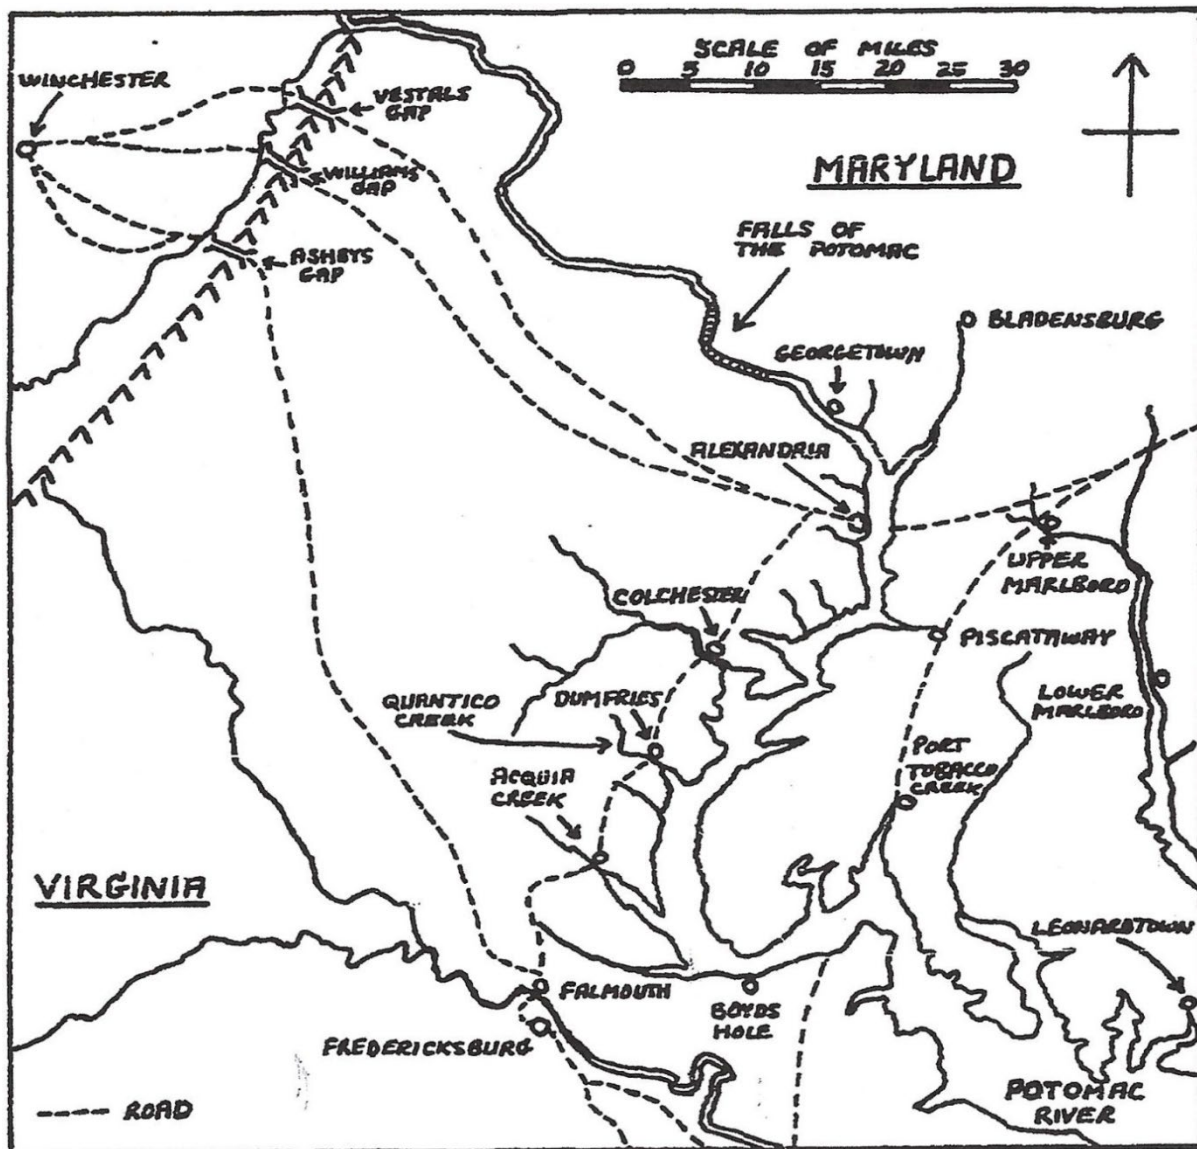 SCALE OF MILES
0 5 10 15 20 25 30
WINCHESTER
VESTALS
GAP
MARYLAND
WILLIAMS
GAP
FALLS OF
THE POTOMAC
ASHBYS
GAP
BLADENSBURG
GEORGETOWN
ALEXANDRIA
UPPER
MARLBORO
COLCHESTER
PISCATAWAY
QUANTICO
CREEK
DUMFRIES
LOWER
MARLBORO
PORT
TOBACCO
CREEK
ACQUIA
CREEK
VIRGINIA
LEONARDTOWN
FALMOUTH
BOYDS
HOLE
FREDERICKSBURG
POTOMAC
RIVER
ROAD